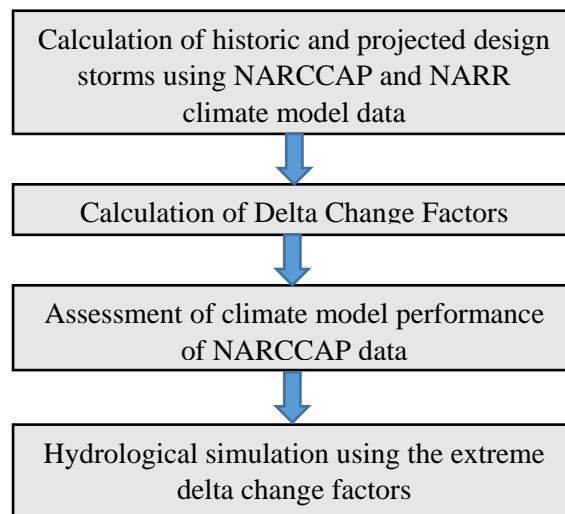 Calculation of historic and projected design
storms using NARCCAP and NARR
climate model data
Calculation of Delta Change Factors
Assessment of climate model performance
of NARCCAP data
Hydrological simulation using the extreme
delta change factors